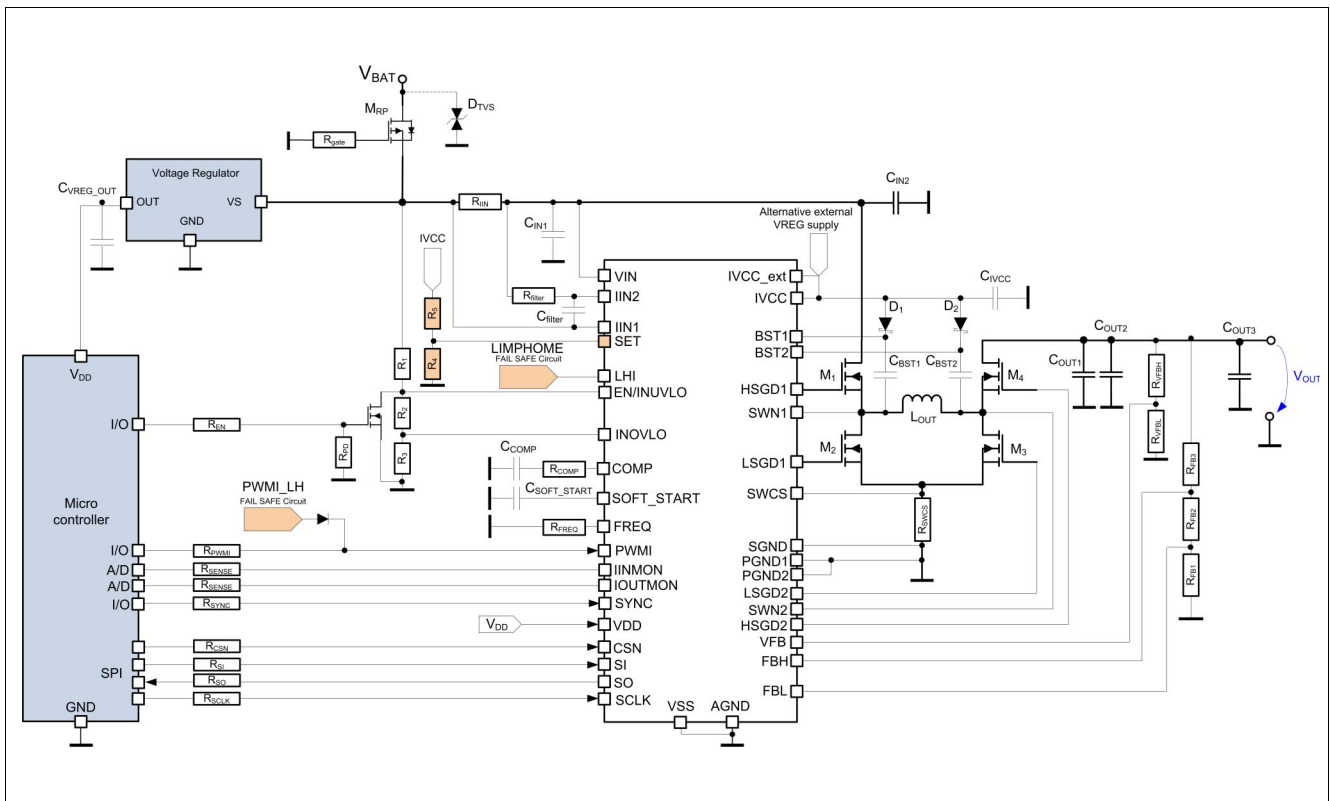 VBAT
MRP
DTVS
Rgate
Voltage Regulator
CVREG_OUT
OUT
VS
GND
RIIN
CIN1
CIN2
Alternative external
VREG supply
IVCC
R5
R4
Rfilter
Cfilter
LIMPHOME
FAIL SAFE Circuit
R1
R2
R3
VIN
IIN2
IIN1
SET
LHI
EN/INUVLO
INOVLO
COMP
SOFT_START
FREQ
PWMI
IINMON
IOUTMON
SYNC
VDD
CSN
SI
SO
SCLK
VSS
AGND
IVCC_ext
IVCC
BST1
BST2
HSGD1
SWN1
LSGD1
SWCS
SGND
PGND1
PGND2
LSGD2
SWN2
HSGD2
VFB
FBH
FBL
CIVCC
D1
D2
CBST1
CBST2
M1
M4
LOUT
M2
M3
RSWCS
COUT1
COUT2
COUT3
VOUT
RVFBH
RVFBL
RFB3
RFB2
RFB1
VDD
I/O
REN
RPD
CCOMP
RCOMP
CSOFT_START
RFREQ
PWMI_LH
FAIL SAFE Circuit
Micro
controller
I/O
RPWMI
A/D
RSENSE
A/D
RSENSE
I/O
RSYNC
VDD
SPI
RCSN
RSI
RSO
RSCLK
GND